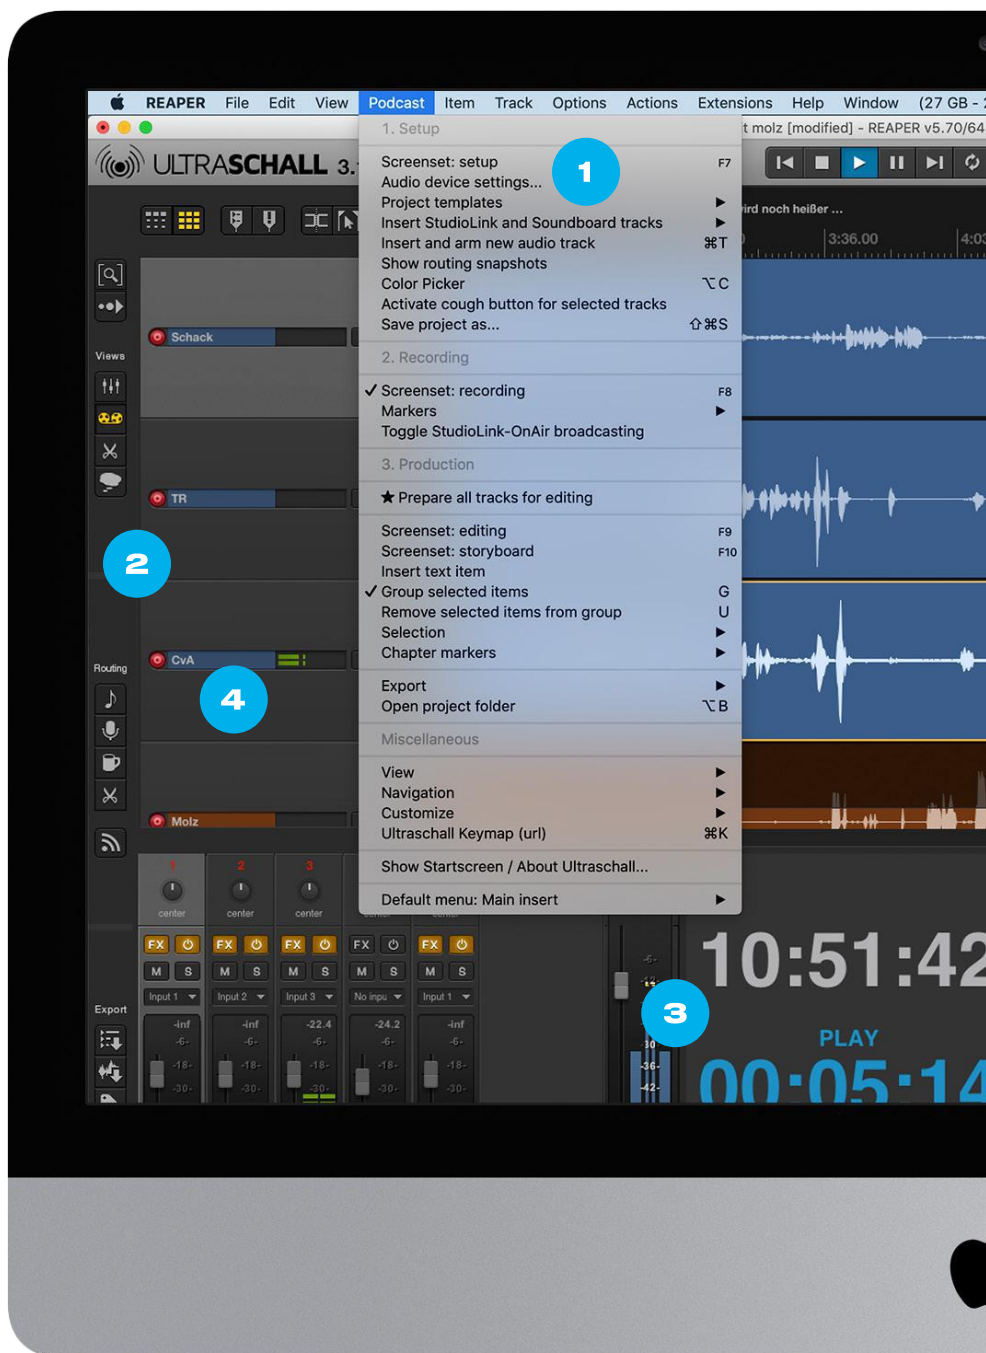 REAPER File Edit View Podcast Item Track Options Actions Extensions Help Window (27 GB -
t molz [modified] - REAPER v5.70/64
ULTRASCHALL 3.
1. Setup
Screenset: setup F7
Audio device settings...
Project templates
Insert StudioLink and Soundboard tracks
Insert and arm new audio track ⌘T
Show routing snapshots
Color Picker ⌥C
Activate cough button for selected tracks
Save project as... ⇧⌘S
2. Recording
✓ Screenset: recording F8
Markers
Toggle StudioLink-OnAir broadcasting
3. Production
★ Prepare all tracks for editing
Screenset: editing F9
Screenset: storyboard F10
Insert text item
✓ Group selected items G
Remove selected items from group U
Selection
Chapter markers
Export
Open project folder ⌥B
Miscellaneous
View
Navigation
Customize
Ultraschall Keymap (url) ⌘K
Show Startscreen / About Ultraschall...
Default menu: Main insert
1
2
3
4
ird noch heißer ...
3:36.00 4:03
Views
Routing
Export
Schack
TR
CvA
Molz
1 2 3
center center center
FX FX FX FX FX
M S M S M S M S M S
Input 1 Input 2 Input 3 No inpu Input 1
-inf -inf -22.4 -24.2 -inf
-6- -6- -6- -6- -6-
-18- -18- -18- -18- -18-
-30- -30- -30- -30- -30-
-6-
-12-
30
-36-
-42-
10:51:42
PLAY
00:05:14